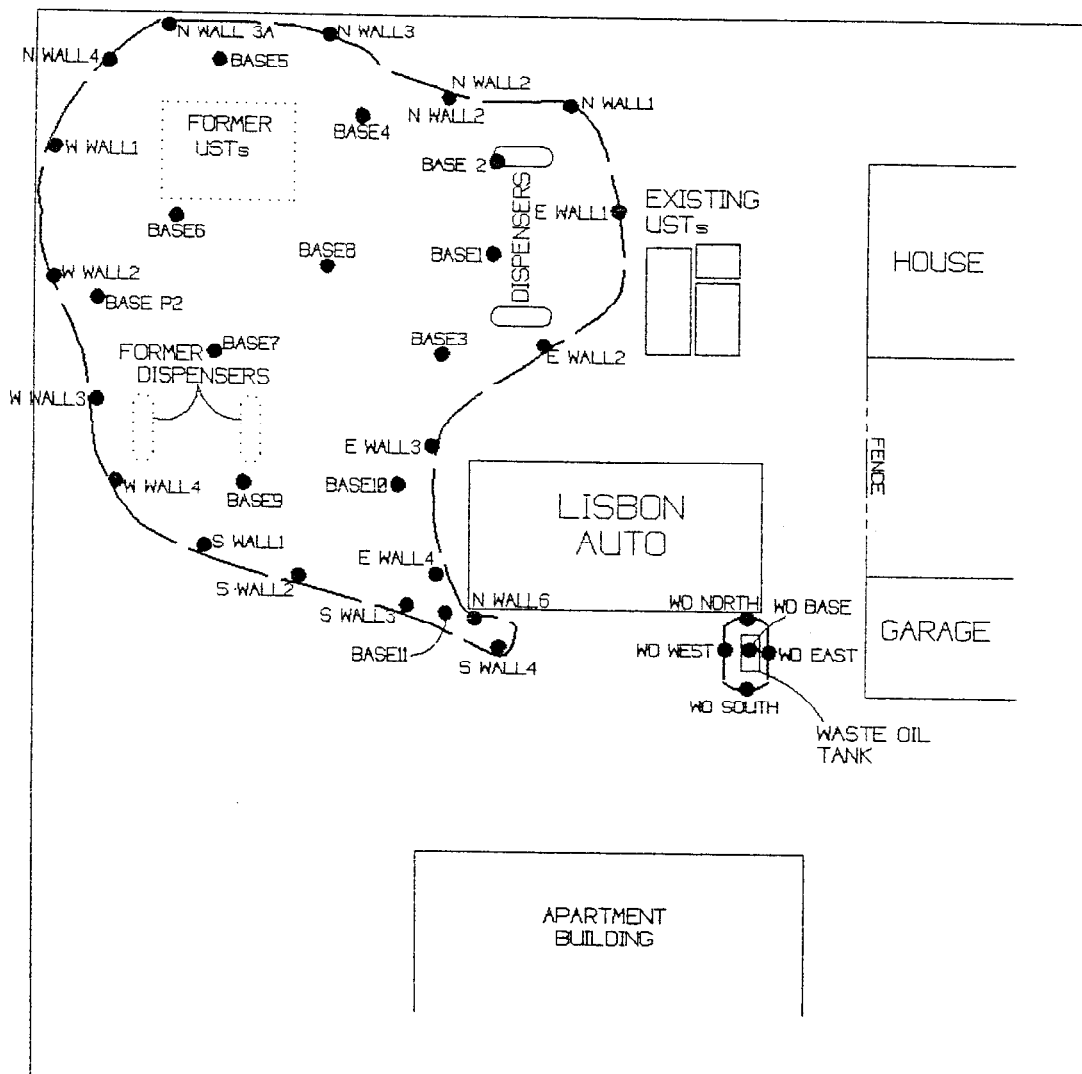 N WALL 3A
N WALL3
N WALL4
BASE5
N WALL2
N WALL2
N WALL1
FORMER
USTs
BASE4
W WALL1
BASE 2
DISPENSERS
E WALL1
EXISTING
USTs
BASE6
BASE8
BASE1
HOUSE
W WALL2
BASE P2
BASE7
BASE3
E WALL2
FORMER
DISPENSERS
W WALL3
E WALL3
FENCE
W WALL4
BASE9
BASE10
LISBON
AUTO
S WALL1
E WALL4
S WALL2
S WALL3
N WALL6
BASE11
S WALL4
WO NORTH
WO BASE
WO WEST
WO EAST
WO SOUTH
GARAGE
WASTE OIL
TANK
APARTMENT
BUILDING